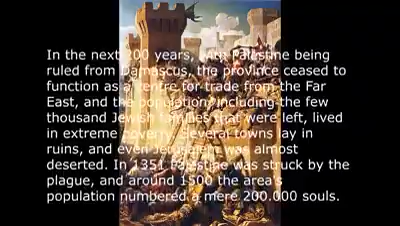 In the next 200 years, with Palestine being
ruled from Damascus, the province ceased to
function as a centre for trade from the Far
East, and the population, including the few
thousand Jewish families that were left, lived
in extreme poverty. Several towns lay in
ruins, and even Jerusalem was almost
deserted. In 1351 Palestine was struck by the
plague, and around 1500 the area's
population numbered a mere 200.000 souls.